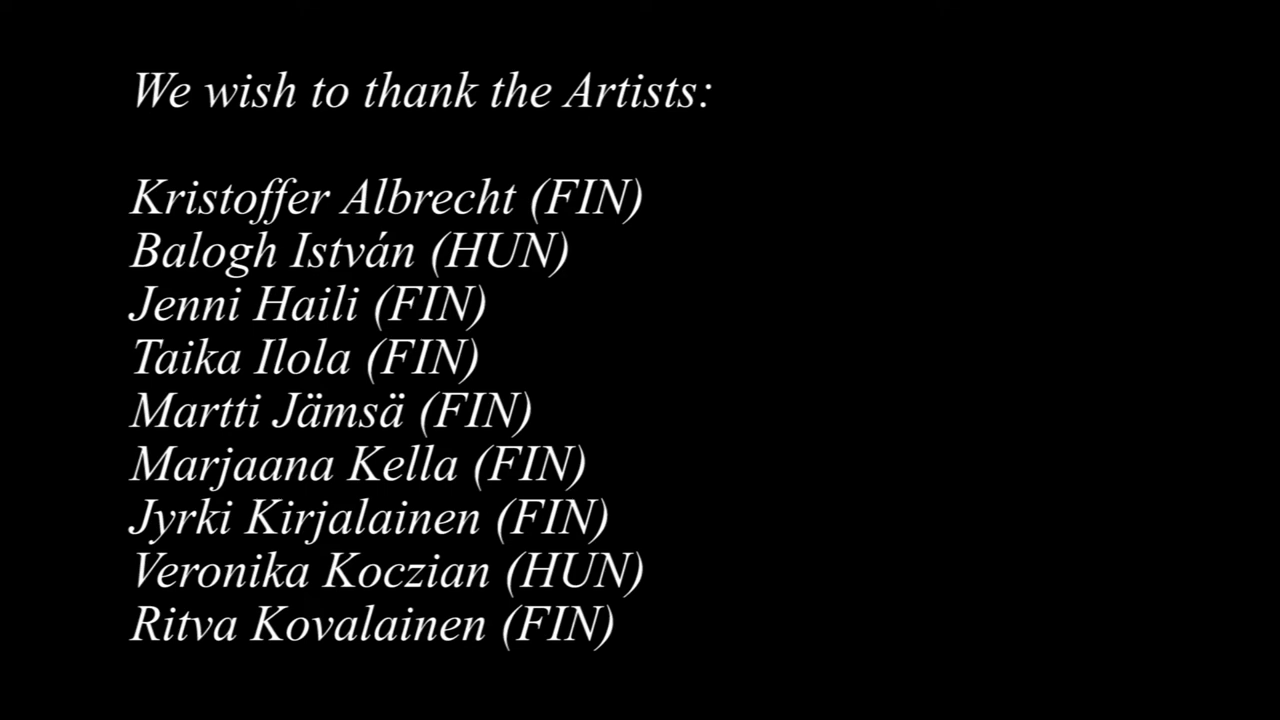 We wish to thank the Artists:
Kristoffer Albrecht (FIN)
Balogh István (HUN)
Jenni Haili (FIN)
Taika Ilola (FIN)
Martti Jämsä (FIN)
Marjaana Kella (FIN)
Jyrki Kirjalainen (FIN)
Veronika Koczian (HUN)
Ritva Kovalainen (FIN)